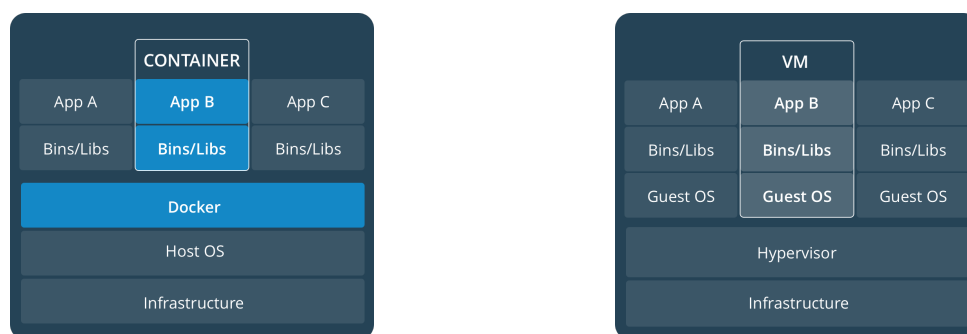 CONTAINER
App A App B App C
Bins/Libs Bins/Libs Bins/Libs
Docker
Host OS
Infrastructure
VM
App A App B App C
Bins/Libs Bins/Libs Bins/Libs
Guest OS Guest OS Guest OS
Hypervisor
Infrastructure